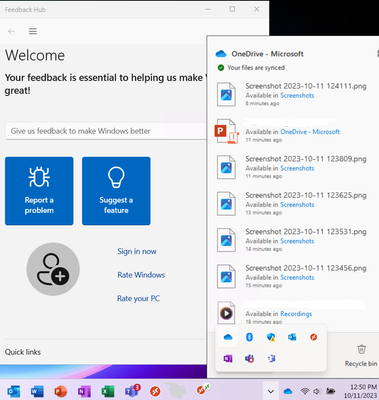 Feedback Hub
Welcome
Your feedback is essential to helping us make
great!
Give us feedback to make Windows better
Report a
problem
Suggest a
feature
Sign in now
Rate Windows
Rate your PC
Quick links
OneDrive - Microsoft
Your files are synced
Screenshot 2023-10-11 124111.png
Available in Screenshots
8 minutes ago
Available in OneDrive - Microsoft
11 minutes ago
Screenshot 2023-10-11 123809.png
Available in Screenshots
11 minutes ago
Screenshot 2023-10-11 123625.png
Available in Screenshots
13 minutes ago
Screenshot 2023-10-11 123531.png
Available in Screenshots
14 minutes ago
Screenshot 2023-10-11 123456.png
Available in Screenshots
15 minutes ago
Available in Recordings
18 minutes ago
Recycle bin
12:50 PM
10/11/2023